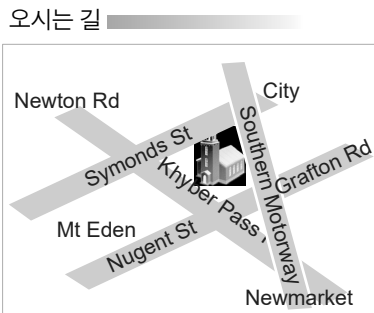 오시는 길
City
Newton Rd
Symonds St
Southern Motorway
Khyber Pass
Grafton Rd
Mt Eden
Nugent St
Newmarket